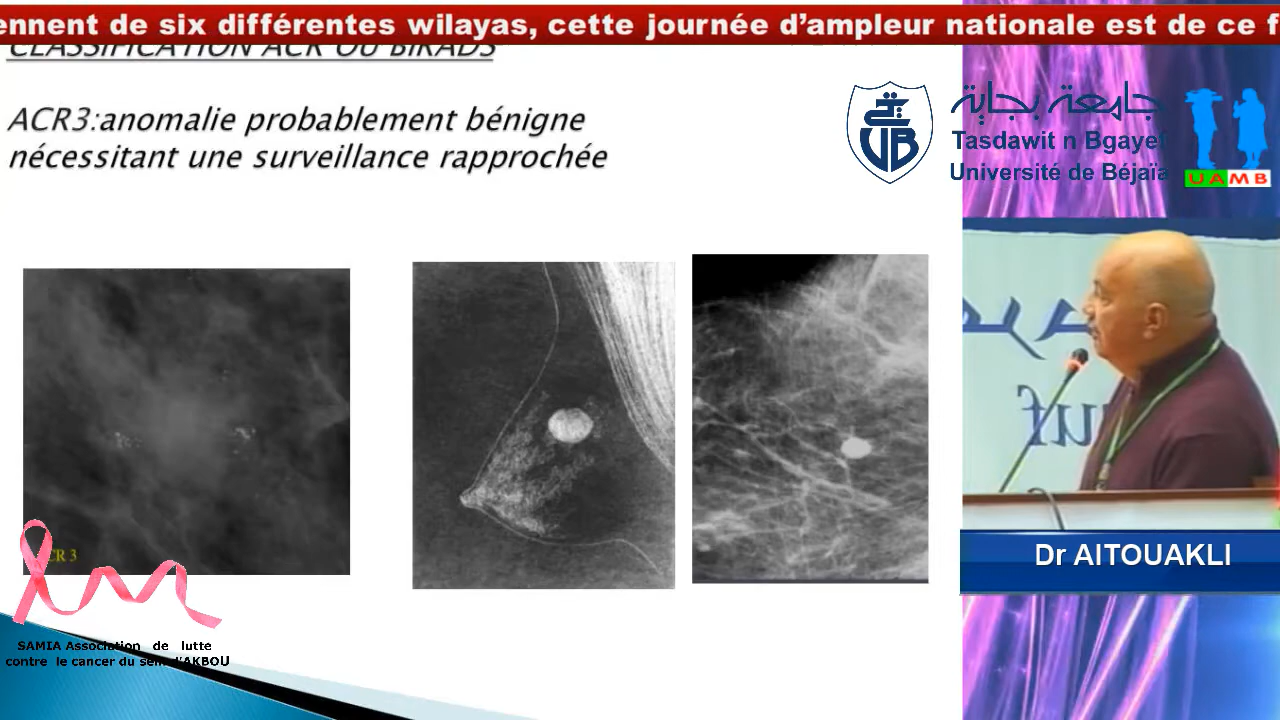 ennent de six différentes wilayas, cette journée d'ampleur nationale est de ce f
CLASSIFICATION ACR OU BIRADS
ACR3:anomalie probablement bénigne
nécessitant une surveillance rapprochée
جامعة بجاية
Tasdawit n Bgayet
Université de Béjaïa
UAMB
CR 3
SAMIA Association de lutte
contre le cancer du sein d'AKBOU
Dr AITOUAKLI